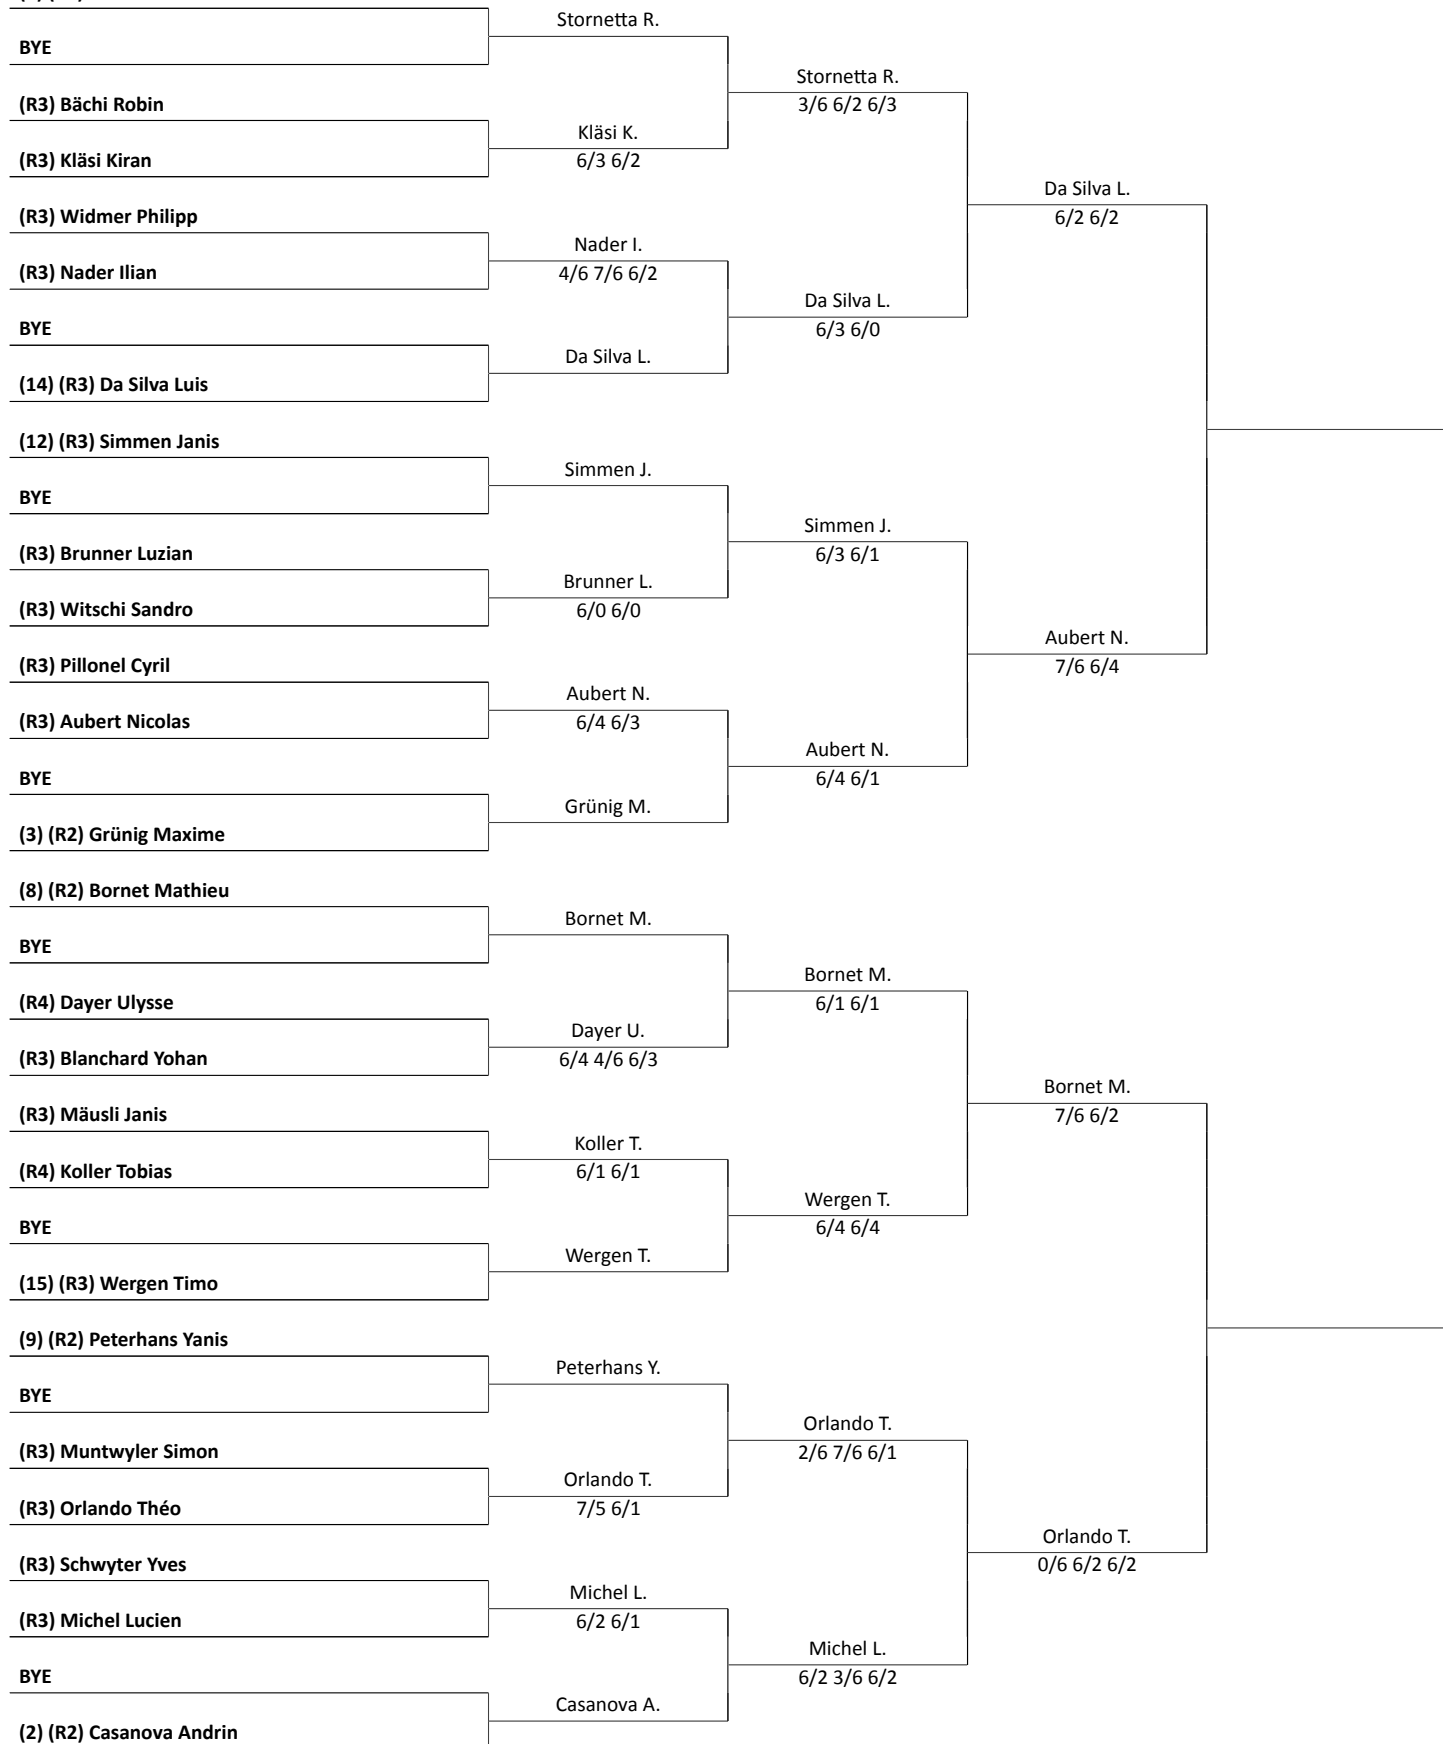 BYE
(R3) Bächi Robin
(R3) Kläsi Kiran
(R3) Widmer Philipp
(R3) Nader Ilian
BYE
(14) (R3) Da Silva Luis
(12) (R3) Simmen Janis
BYE
(R3) Brunner Luzian
(R3) Witschi Sandro
(R3) Pillonel Cyril
(R3) Aubert Nicolas
BYE
(3) (R2) Grünig Maxime
(8) (R2) Bornet Mathieu
BYE
(R4) Dayer Ulysse
(R3) Blanchard Yohan
(R3) Mäusli Janis
(R4) Koller Tobias
BYE
(15) (R3) Wergen Timo
(9) (R2) Peterhans Yanis
BYE
(R3) Muntwyler Simon
(R3) Orlando Théo
(R3) Schwyter Yves
(R3) Michel Lucien
BYE
(2) (R2) Casanova Andrin
Stornetta R.
Kläsi K.
6/3 6/2
Nader I.
4/6 7/6 6/2
Da Silva L.
Simmen J.
Brunner L.
6/0 6/0
Aubert N.
6/4 6/3
Grünig M.
Bornet M.
Dayer U.
6/4 4/6 6/3
Koller T.
6/1 6/1
Wergen T.
Peterhans Y.
Orlando T.
7/5 6/1
Michel L.
6/2 6/1
Casanova A.
Stornetta R.
3/6 6/2 6/3
Da Silva L.
6/3 6/0
Simmen J.
6/3 6/1
Aubert N.
6/4 6/1
Bornet M.
6/1 6/1
Wergen T.
6/4 6/4
Orlando T.
2/6 7/6 6/1
Michel L.
6/2 3/6 6/2
Da Silva L.
6/2 6/2
Aubert N.
7/6 6/4
Bornet M.
7/6 6/2
Orlando T.
0/6 6/2 6/2